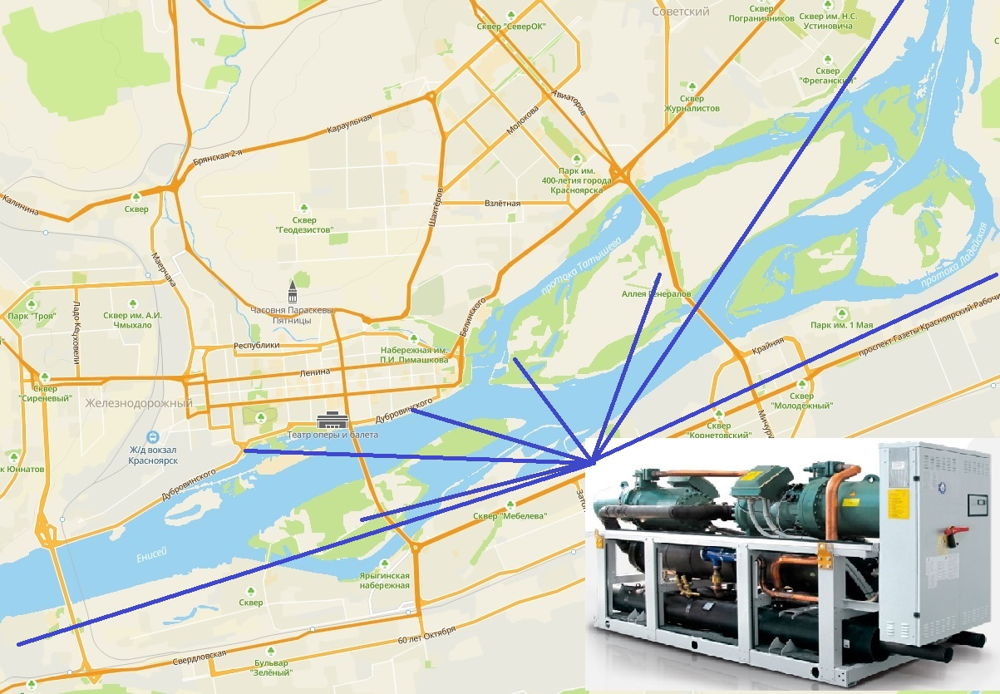 Советский
Сквер
Пограничников
Сквер им. Н.С.
Устиновича
Сквер "СеверОК"
Сквер
"Фреганский"
Сквер
Журналистов
Авиаторов
Молокова
Караульная
Брянская 2-я
Парк им.
400-летия города
Красноярска
Калинина
Сквер
Сквер
"Геодезистов"
Шахтёров
Взлётная
протока Татышева
протока Ладейская
Маерчака
Часовня Параскевы
Пятницы
Аллея Генералов
Парк "Троя"
Сквер им. А.И.
Чмыхало
Ладо Кецховели
Белинского
Парк им. 1 Мая
проспект Газеты Красноярский Рабочи
Республики
Набережная им.
П.И. Пимашкова
Крайняя
Ленина
Сквер
"Сиреневый"
Железнодорожный
Дубровинского
Сквер
"Молодёжный"
Театр оперы и балета
Сквер
"Корнетовский"
Мичури
Ж/д вокзал
Красноярск
к Юннатов
Дубровинского
Сквер "Мебелева"
Затон
Енисей
Ярыгинская
набережная
Сквер
60 лет Октября
Свердловская
Бульвар
"Зелёный"